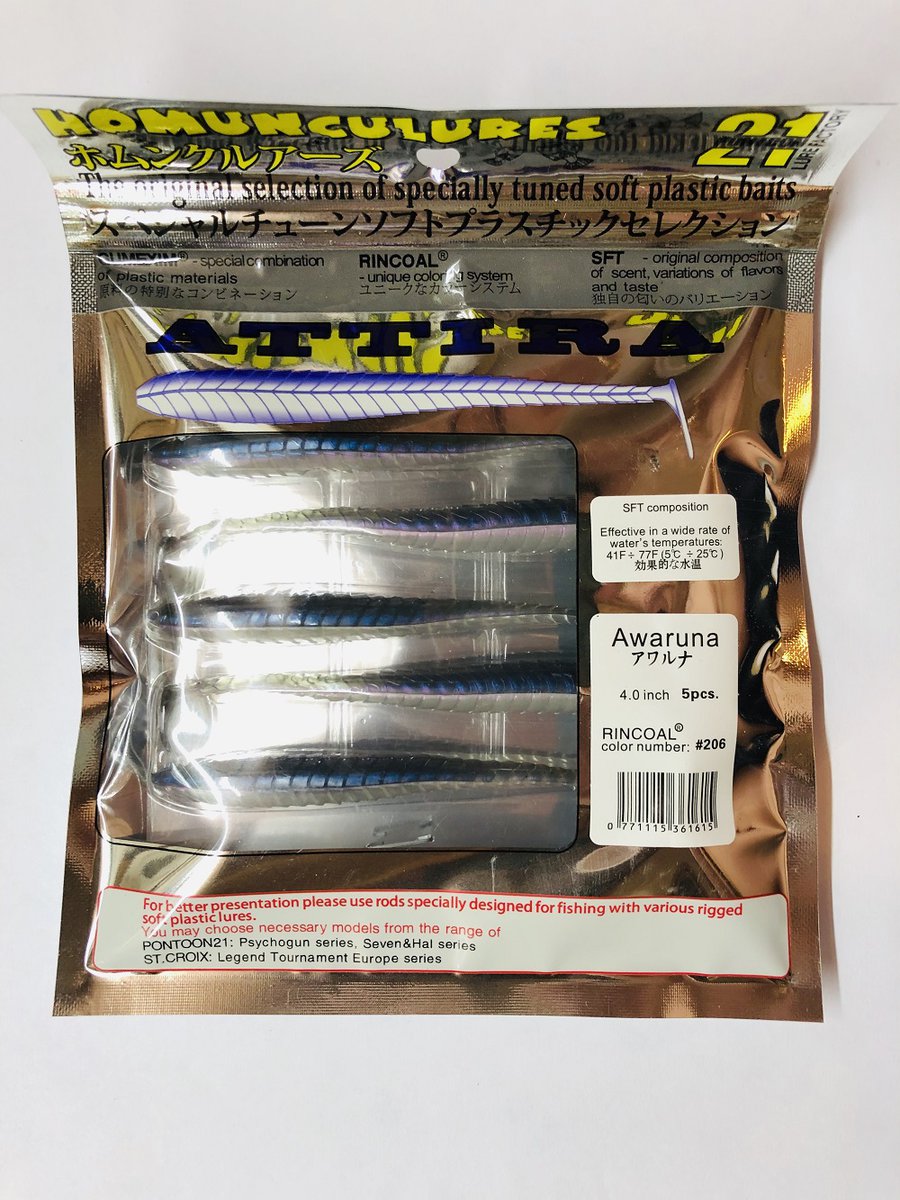 HOMUNCULURES
21
LURE FACTORY
ホムンクルアーズ
The original selection of specially tuned soft plastic baits
スペシャルチューンソフトプラスチックセレクション
GUMEXIM® - special combination
of plastic materials
原料の特別なコンビネーション
RINCOAL®
- unique coloring system
ユニークなカラーシステム
SFT - original composition
of scent, variations of flavors
and taste
独自の匂いのバリエーション
ATTIRA
SFT composition
Effective in a wide rate of
water's temperatures:
41F÷ 77F (5℃ ÷ 25℃)
効果的な水温
Awaruna
アワルナ
4.0 inch 5pcs.
RINCOAL®
color number: #206
0 771115 361615
For better presentation please use rods specially designed for fishing with various rigged
soft plastic lures.
You may choose necessary models from the range of
PONTOON21: Psychogun series, Seven&Hal series
ST.CROIX: Legend Tournament Europe series